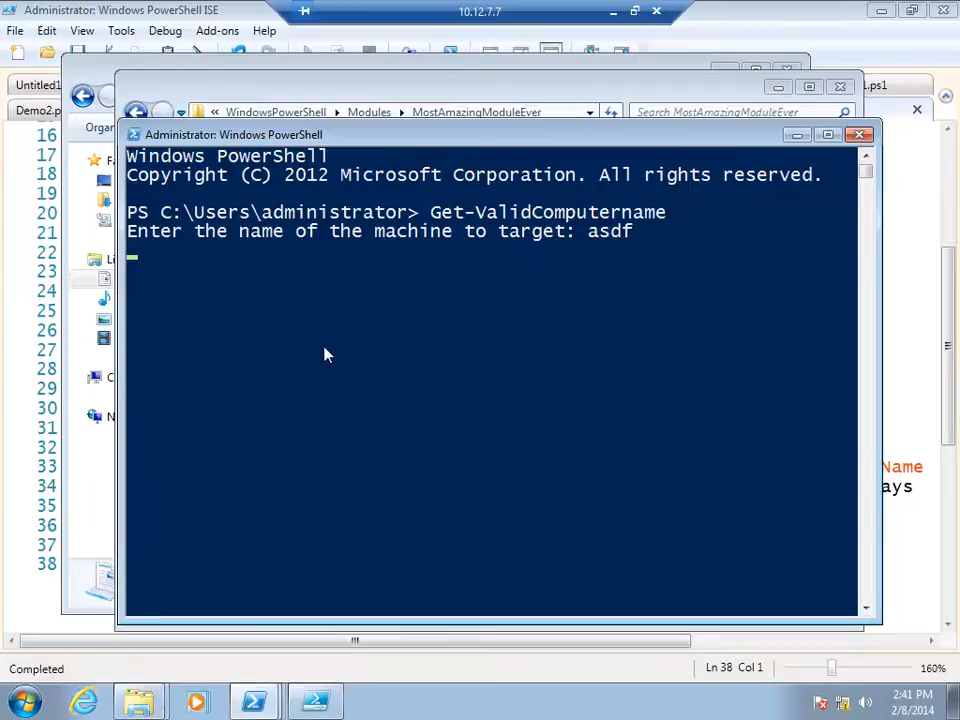 Administrator: Windows PowerShell ISE
10.12.7.7
File Edit View Tools Debug Add-ons Help
Untitled1
.ps1
Demo2.p
« WindowsPowerShell Modules MostAmazingModuleEver
Search MostAmazingModuleEver
Organ
Administrator: Windows PowerShell
Windows PowerShell
Copyright (C) 2012 Microsoft Corporation. All rights reserved.
PS C:\Users\administrator> Get-ValidComputername
Enter the name of the machine to target: asdf
16
17
18
19
20
21
22
23
24
25
26
27
28
29
30
31
32
33
34
35
36
37
38
Name
ays
Completed
Ln 38 Col 1
160%
2:41 PM
2/8/2014